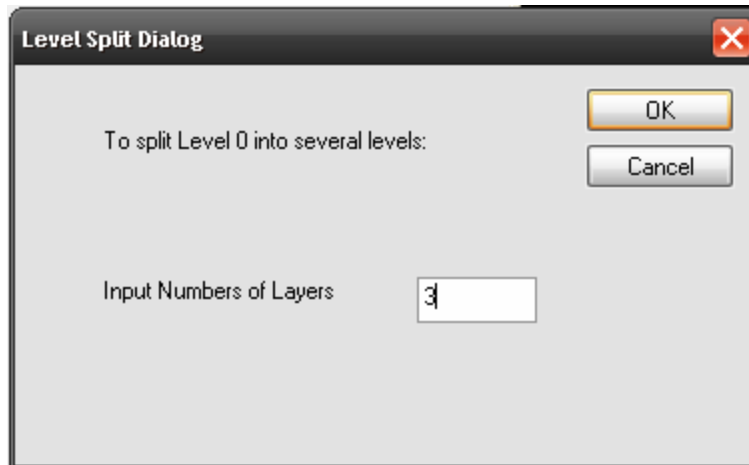 Level Split Dialog
OK
To split Level 0 into several levels:
Cancel
Input Numbers of Layers
3